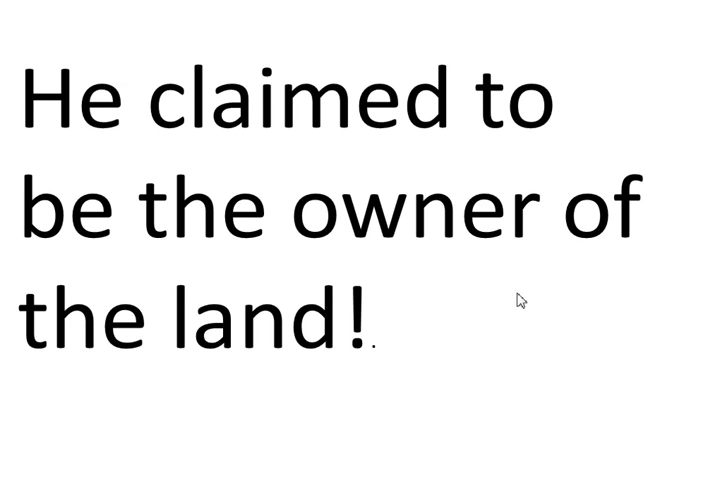 He claimed to
be the owner of
the land!.